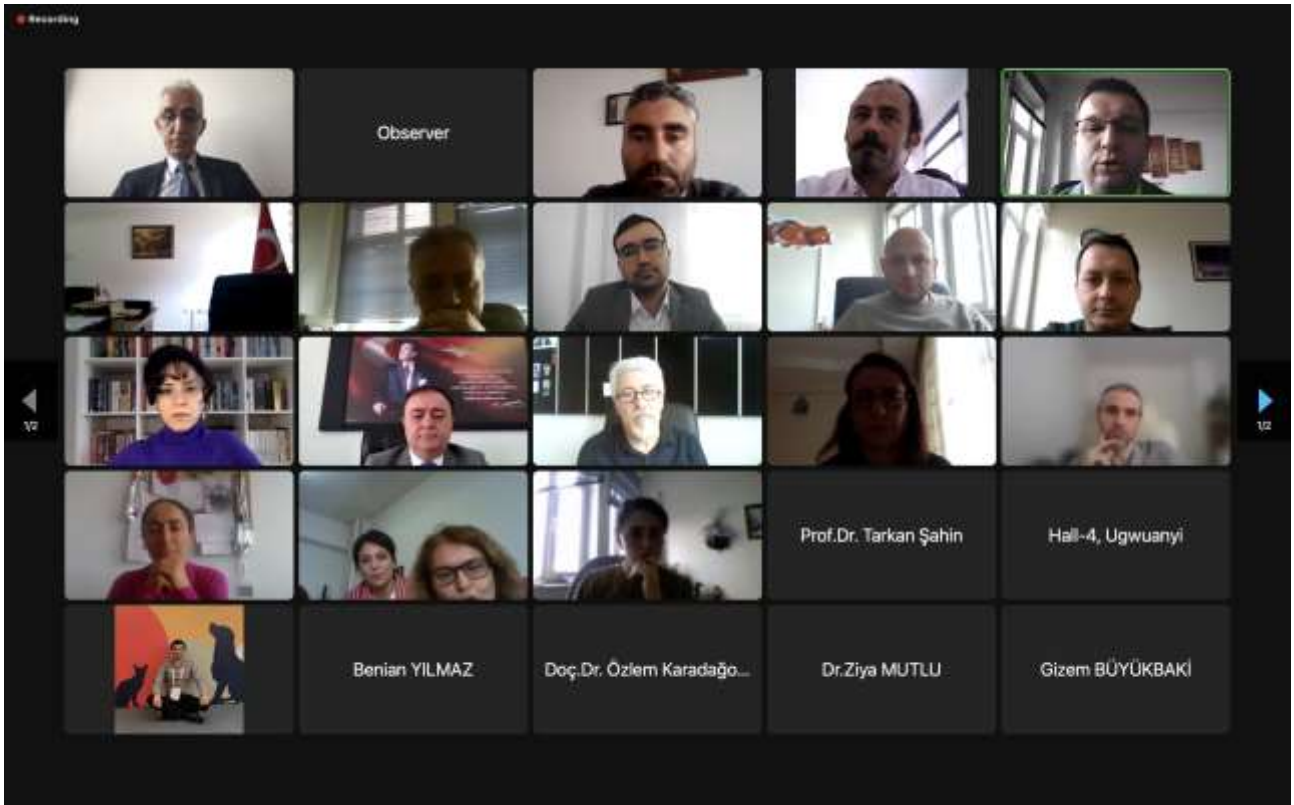 Recording
Observer
1/2
1/2
Prof.Dr. Tarkan Şahin
Hall-4, Ugwuanyi
Benian YILMAZ
Doç.Dr. Özlem Karadağo...
Dr.Ziya MUTLU
Gizem BÜYÜKBAKİ